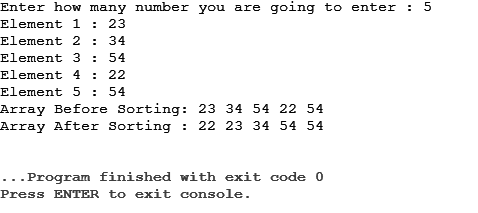 Enter how many number you are going to enter : 5
Element 1 : 23
Element 2 : 34
Element 3 : 54
Element 4 : 22
Element 5 : 54
Array Before Sorting: 23 34 54 22 54
Array After Sorting : 22 23 34 54 54
...Program finished with exit code 0
Press ENTER to exit console.